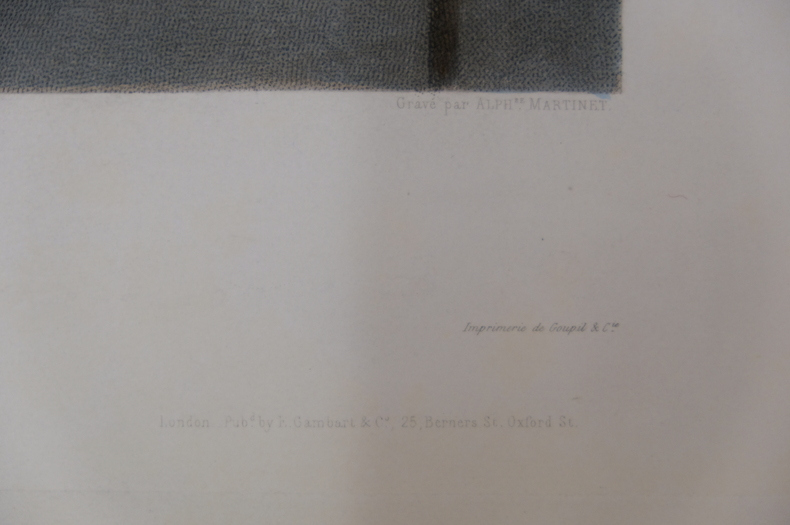 Gravé par ALPH.se MARTINET
Imprimerie de Goupil & C.ie
London. Pub.d by E. Gambart & C.o, 25, Berners St. Oxford St.